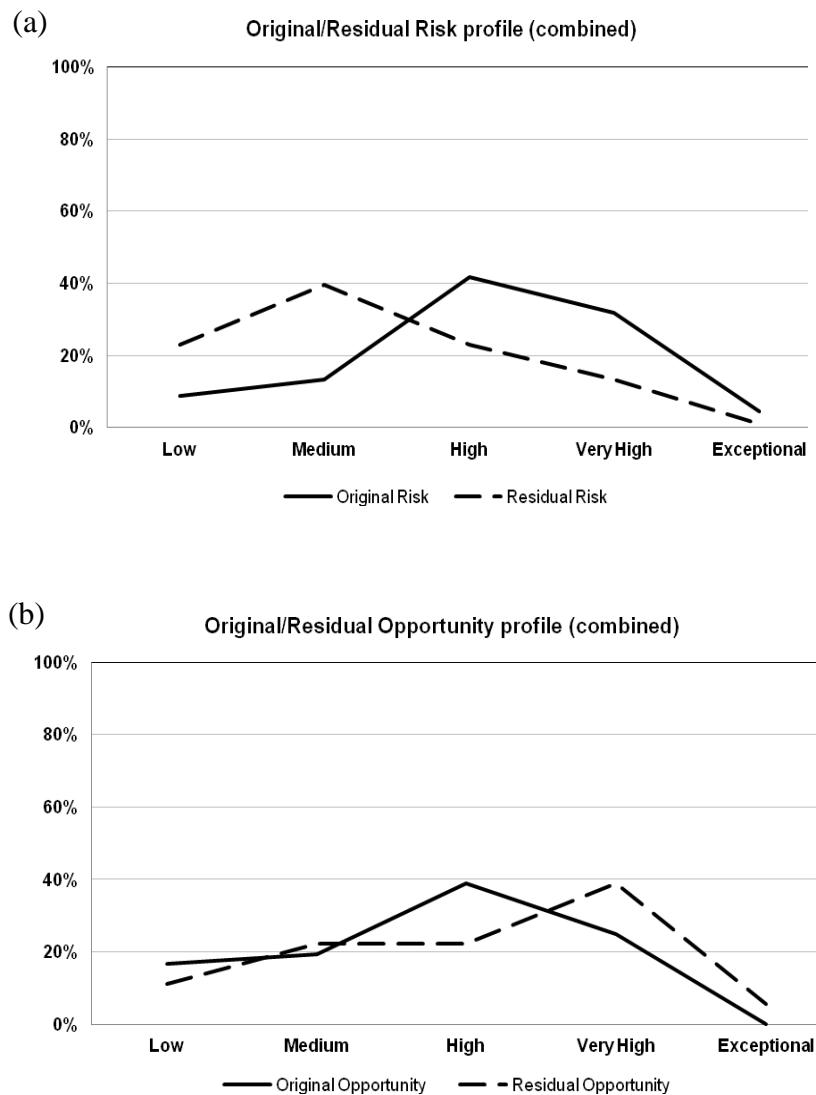 (a)
Original/Residual Risk profile (combined)
100%
80%
60%
40%
20%
0%
Low Medium High Very High Exceptional
Original Risk Residual Risk
(b)
Original/Residual Opportunity profile (combined)
100%
80%
60%
40%
20%
0%
Low Medium High Very High Exceptional
Original Opportunity Residual Opportunity